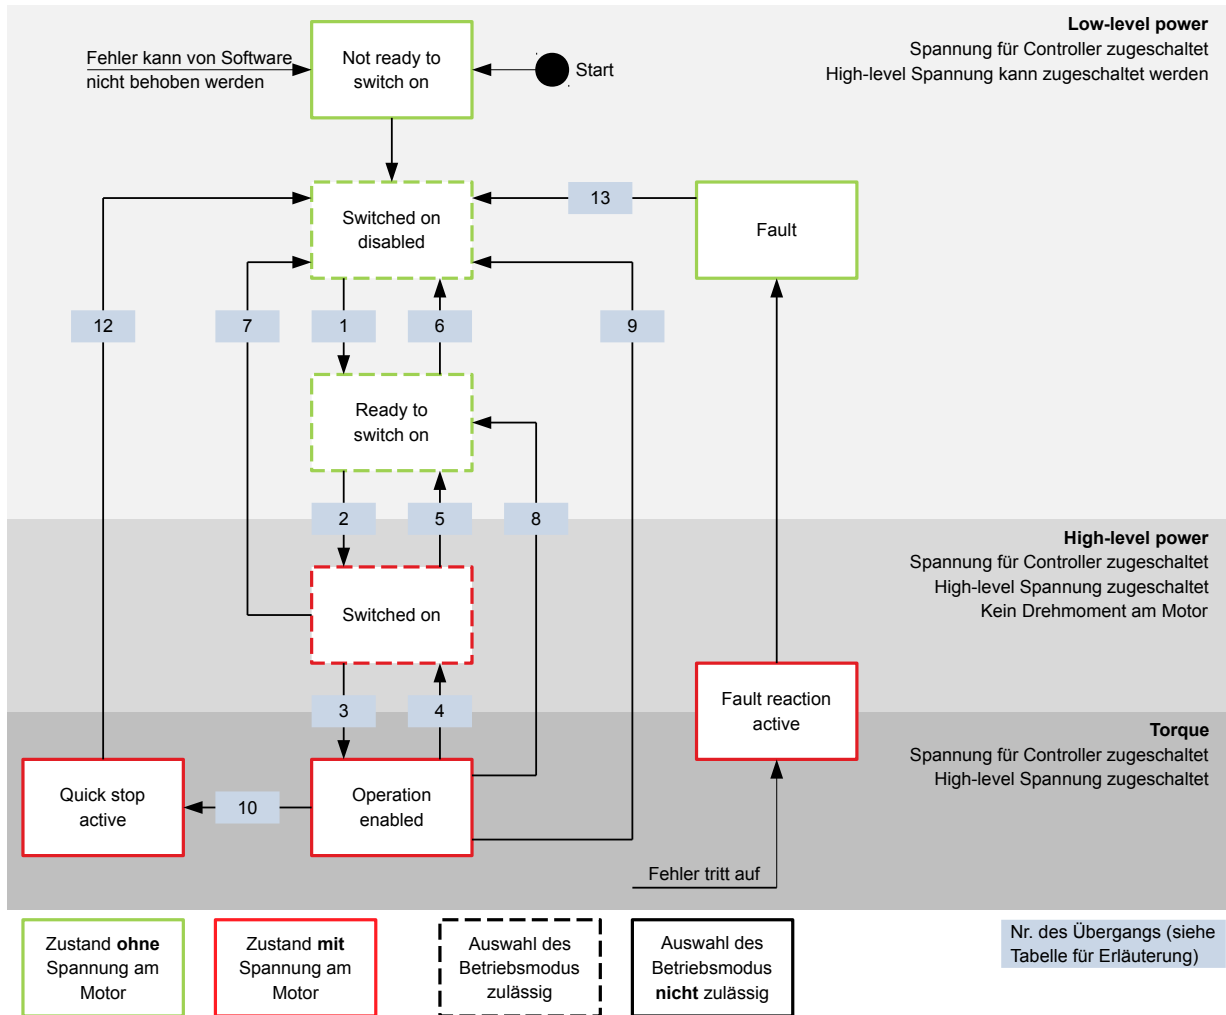 Low-level power
Spannung für Controller zugeschaltet
High-level Spannung kann zugeschaltet werden
Fehler kann von Software
nicht behoben werden
Not ready to
switch on
Start
Switched on
disabled
13
Fault
12
7
1
6
9
Ready to
switch on
2
5
8
High-level power
Spannung für Controller zugeschaltet
High-level Spannung zugeschaltet
Kein Drehmoment am Motor
Switched on
3
4
Fault reaction
active
Torque
Spannung für Controller zugeschaltet
High-level Spannung zugeschaltet
Quick stop
active
10
Operation
enabled
Fehler tritt auf
Zustand ohne
Spannung am
Motor
Zustand mit
Spannung am
Motor
Auswahl des
Betriebsmodus
zulässig
Auswahl des
Betriebsmodus
nicht zulässig
Nr. des Übergangs (siehe
Tabelle für Erläuterung)